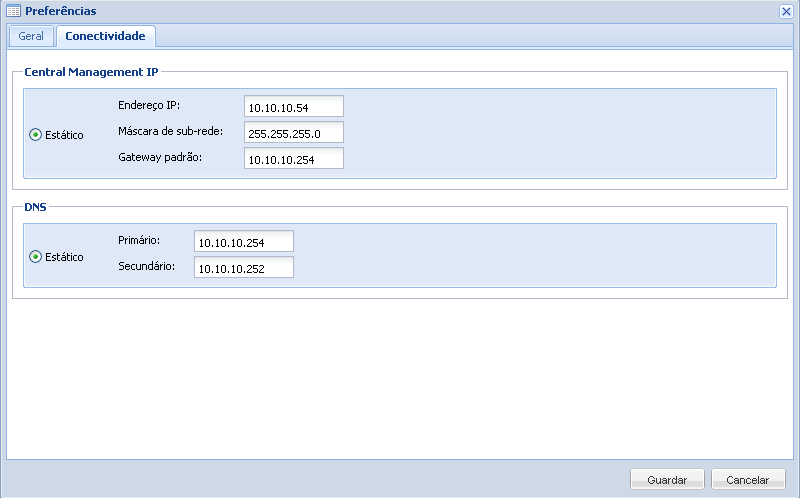 Preferências
Geral
Conectividade
Central Management IP
Estático
Endereço IP: 10.10.10.54
Máscara de sub-rede: 255.255.255.0
Gateway padrão: 10.10.10.254
DNS
Estático
Primário: 10.10.10.254
Secundário: 10.10.10.252
Guardar
Cancelar